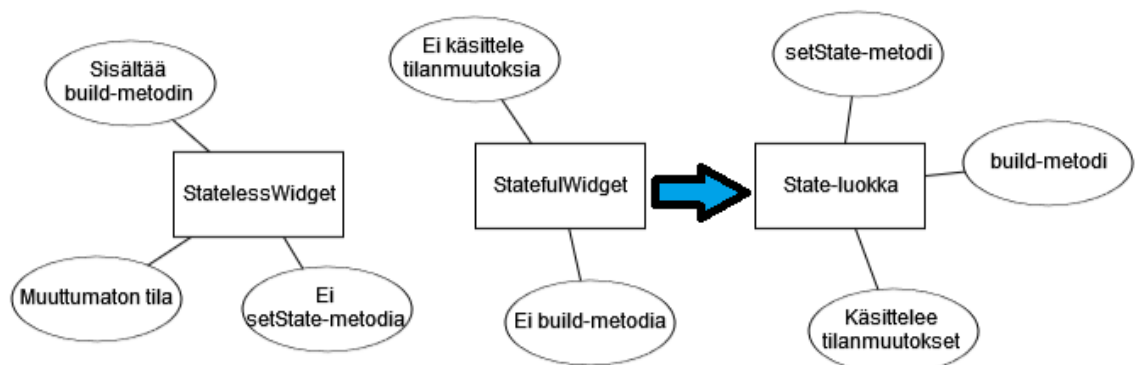 Sisältää
build-metodin
StatelessWidget
Muuttumaton tila
Ei
setState-metodia
Ei käsittele
tilanmuutoksia
StatefulWidget
Ei build-metodia
setState-metodi
State-luokka
build-metodi
Käsittelee
tilanmuutokset